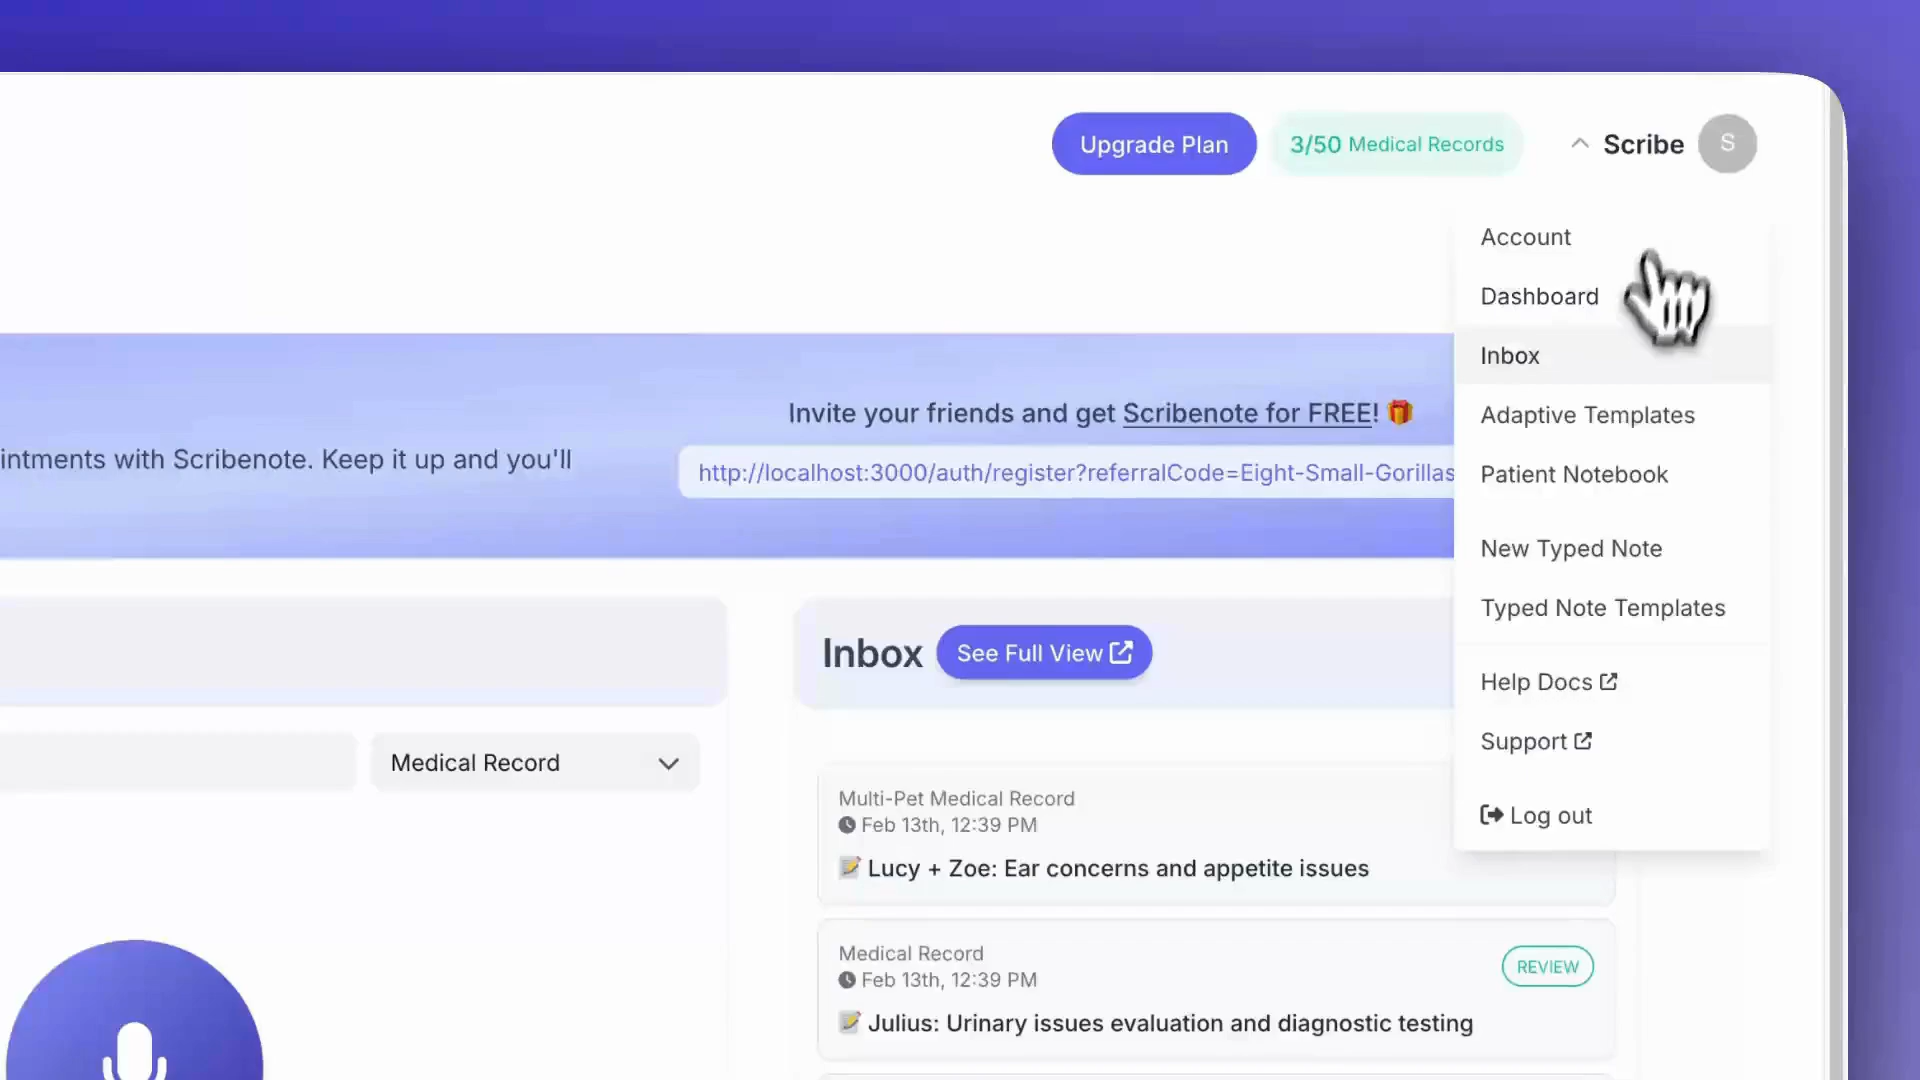 Upgrade Plan
3/50 Medical Records
Scribe
S
Account
Dashboard
Inbox
Adaptive Templates
Patient Notebook
New Typed Note
Typed Note Templates
Help Docs
Support
Log out
Invite your friends and get Scribenote for FREE! 🎁
intments with Scribenote. Keep it up and you'll
http://localhost:3000/auth/register?referralCode=Eight-Small-Gorillas
Inbox
See Full View
Medical Record
Multi-Pet Medical Record
Feb 13th, 12:39 PM
📝 Lucy + Zoe: Ear concerns and appetite issues
Medical Record
Feb 13th, 12:39 PM
REVIEW
📝 Julius: Urinary issues evaluation and diagnostic testing